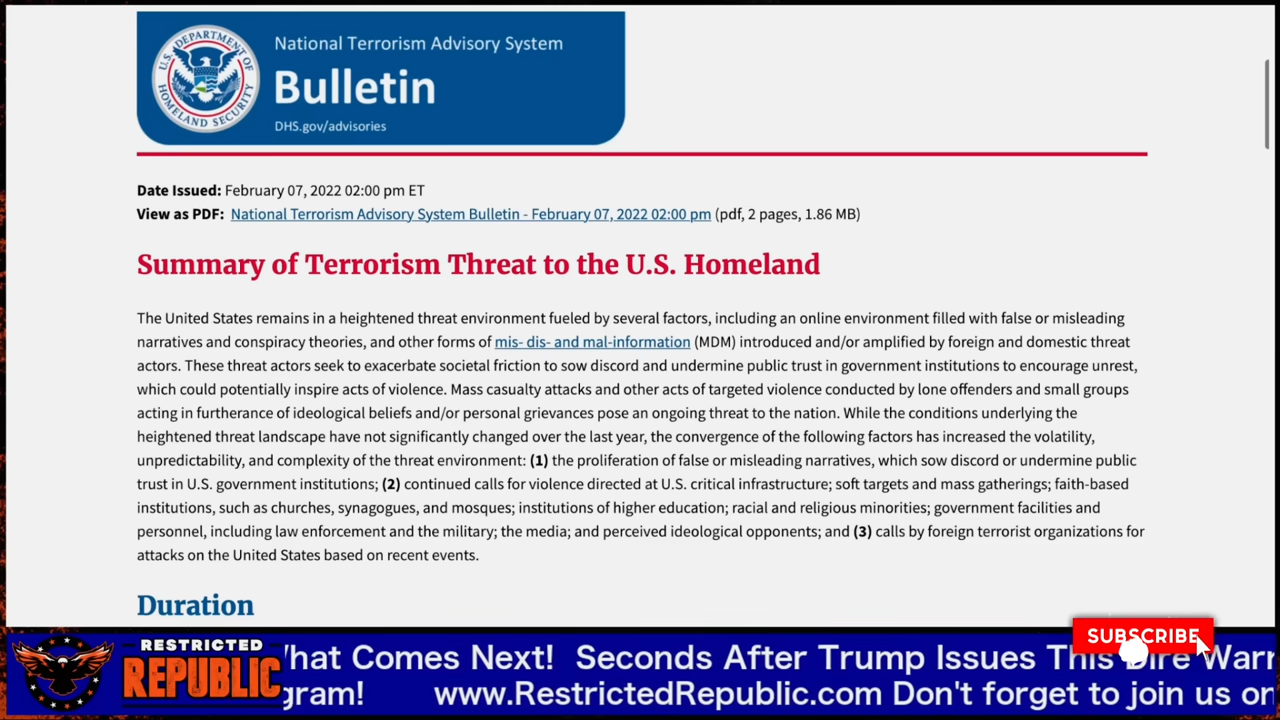 U.S. DEPARTMENT OF HOMELAND SECURITY
National Terrorism Advisory System
Bulletin
DHS.gov/advisories
Date Issued: February 07, 2022 02:00 pm ET
View as PDF: National Terrorism Advisory System Bulletin - February 07, 2022 02:00 pm (pdf, 2 pages, 1.86 MB)
Summary of Terrorism Threat to the U.S. Homeland
The United States remains in a heightened threat environment fueled by several factors, including an online environment filled with false or misleading
narratives and conspiracy theories, and other forms of mis- dis- and mal-information (MDM) introduced and/or amplified by foreign and domestic threat
actors. These threat actors seek to exacerbate societal friction to sow discord and undermine public trust in government institutions to encourage unrest,
which could potentially inspire acts of violence. Mass casualty attacks and other acts of targeted violence conducted by lone offenders and small groups
acting in furtherance of ideological beliefs and/or personal grievances pose an ongoing threat to the nation. While the conditions underlying the
heightened threat landscape have not significantly changed over the last year, the convergence of the following factors has increased the volatility,
unpredictability, and complexity of the threat environment: (1) the proliferation of false or misleading narratives, which sow discord or undermine public
trust in U.S. government institutions; (2) continued calls for violence directed at U.S. critical infrastructure; soft targets and mass gatherings; faith-based
institutions, such as churches, synagogues, and mosques; institutions of higher education; racial and religious minorities; government facilities and
personnel, including law enforcement and the military; the media; and perceived ideological opponents; and (3) calls by foreign terrorist organizations for
attacks on the United States based on recent events.
Duration
SUBSCRIBE
RESTRICTED
REPUBLIC
What Comes Next! Seconds After Trump Issues This Dire Warr
gram! www.RestrictedRepublic.com Don't forget to join us on